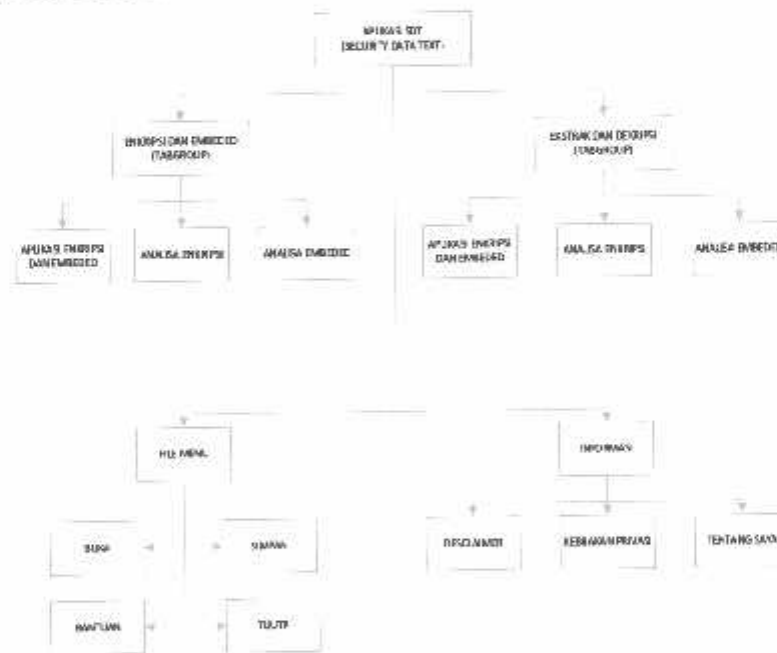 APLIKASI SDT
(SECURITY DATA TEXT)
ENKRIPSI DAN EMBEDED
(TABGROUP)
EKSTRAK DAN DEKRIPSI
(TABGROUP)
APLIKASI ENKRIPSI
DAN EMBEDED
ANALISA ENKRIPSI
ANALISA EMBEDED
APLIKASI ENKRIPSI
DAN EMBEDED
ANALISA ENKRIPSI
ANALISA EMBEDED
FILE MENU
INFORMASI
BUKA
SIMPAN
DISCLAIMER
KEBIJAKAN PRIVASI
TENTANG SAYA
BANTUAN
TUTUP